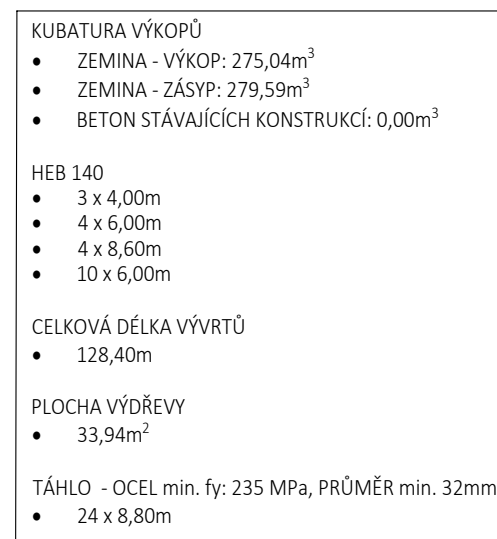 KUBATURA VÝKOPŮ
• ZEMINA - VÝKOP: 275,04m³
• ZEMINA - ZÁSYP: 279,59m³
• BETON STÁVAJÍCÍCH KONSTRUKCÍ: 0,00m³
HEB 140
• 3 x 4,00m
• 4 x 6,00m
• 4 x 8,60m
• 10 x 6,00m
CELKOVÁ DÉLKA VÝVRTŮ
• 128,40m
PLOCHA VÝDŘEVY
• 33,94m²
TÁHLO - OCEL min. fy: 235 MPa, PRŮMĚR min. 32mm
• 24 x 8,80m